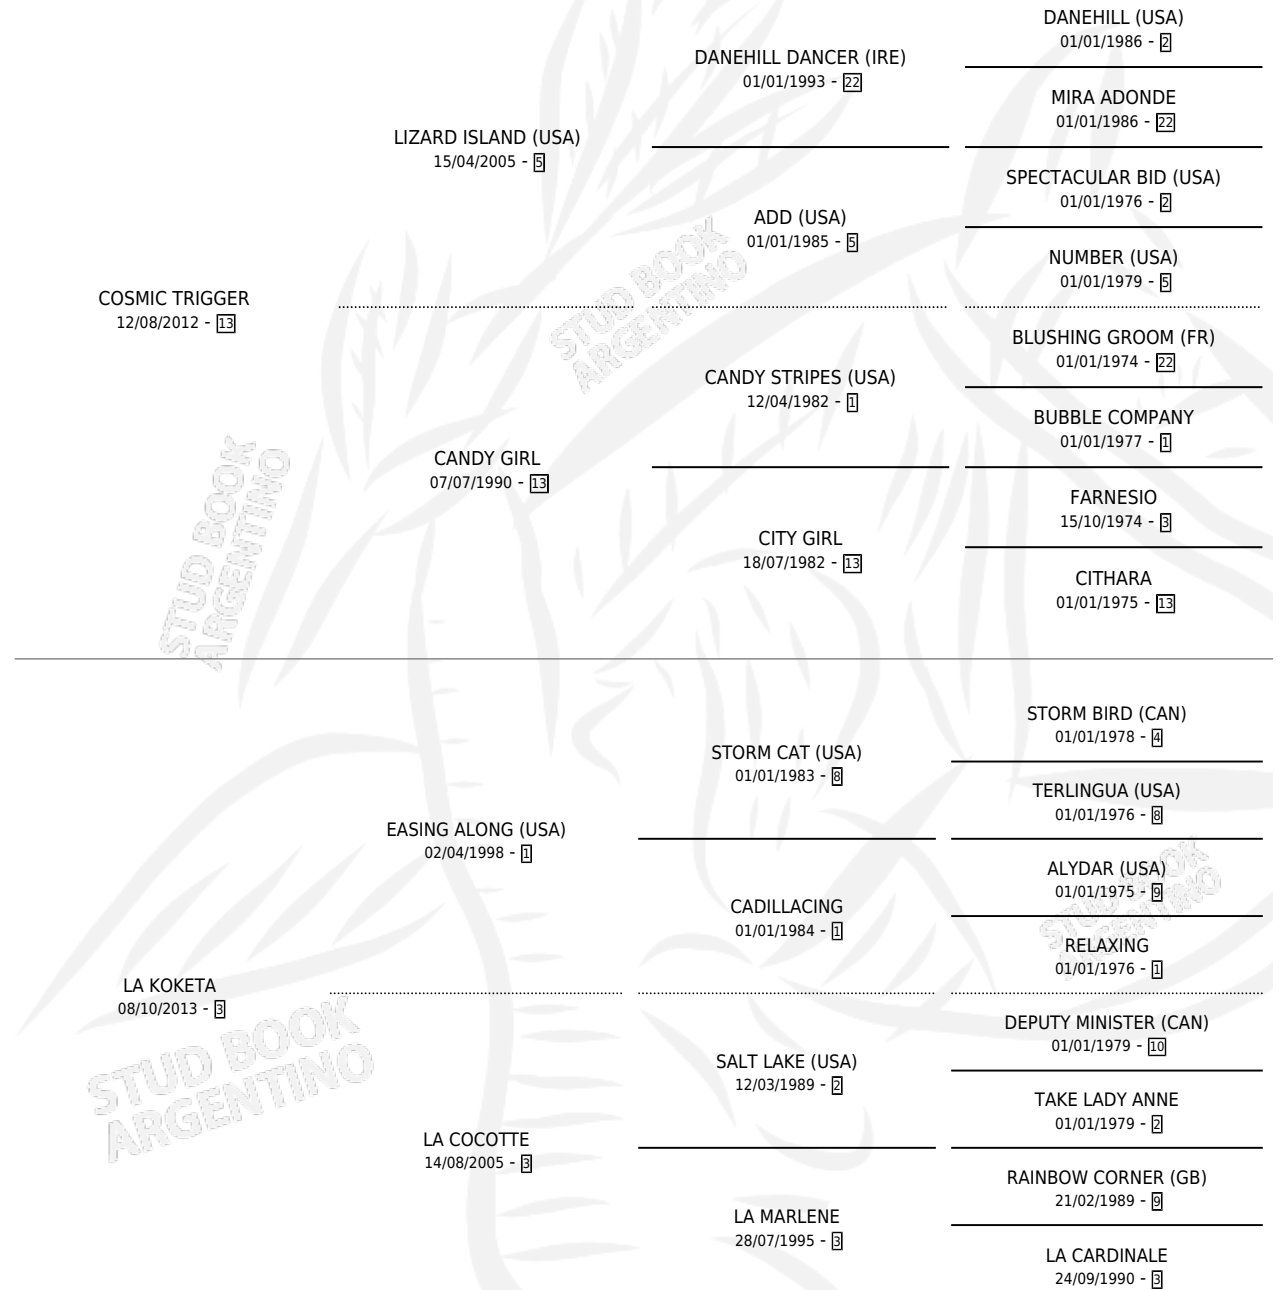 DANEHILL (USA)
01/01/1986 - 2
DANEHILL DANCER (IRE)
01/01/1993 - 22
MIRA ADONDE
01/01/1986 - 22
LIZARD ISLAND (USA)
15/04/2005 - 5
SPECTACULAR BID (USA)
01/01/1976 - 2
ADD (USA)
01/01/1985 - 5
NUMBER (USA)
01/01/1979 - 5
COSMIC TRIGGER
12/08/2012 - 13
STUD BOOK
ARGENTINO
BLUSHING GROOM (FR)
01/01/1974 - 22
CANDY STRIPES (USA)
12/04/1982 - 1
BUBBLE COMPANY
01/01/1977 - 1
CANDY GIRL
07/07/1990 - 13
FARNESIO
15/10/1974 - 3
CITY GIRL
18/07/1982 - 13
CITHARA
01/01/1975 - 13
STUD BOOK
ARGENTINO
STORM BIRD (CAN)
01/01/1978 - 4
STORM CAT (USA)
01/01/1983 - 8
TERLINGUA (USA)
01/01/1976 - 8
EASING ALONG (USA)
02/04/1998 - 1
ALYDAR (USA)
01/01/1975 - 9
CADILLACING
01/01/1984 - 1
STUD BOOK
ARGENTINO
RELAXING
01/01/1976 - 1
LA KOKETA
08/10/2013 - 3
STUD BOOK
ARGENTINO
DEPUTY MINISTER (CAN)
01/01/1979 - 10
SALT LAKE (USA)
12/03/1989 - 2
TAKE LADY ANNE
01/01/1979 - 2
LA COCOTTE
14/08/2005 - 3
RAINBOW CORNER (GB)
21/02/1989 - 9
LA MARLENE
28/07/1995 - 3
LA CARDINALE
24/09/1990 - 3